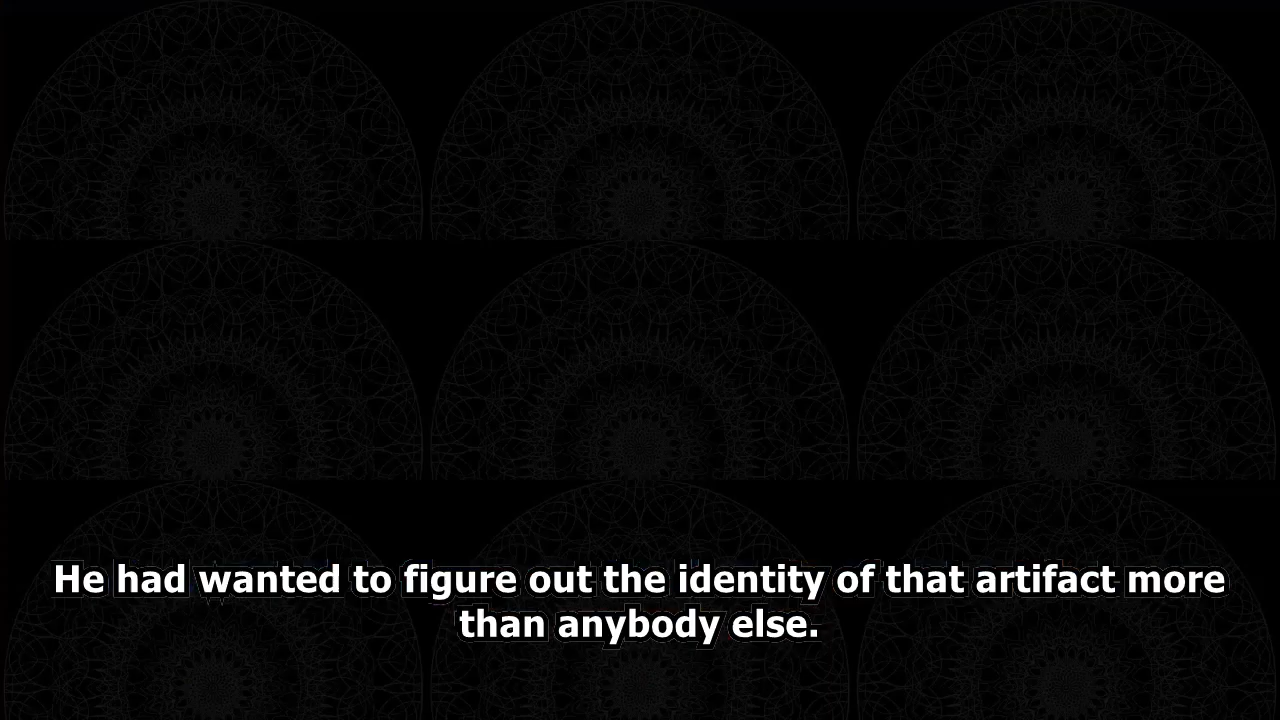 He had wanted to figure out the identity of that artifact more
than anybody else.